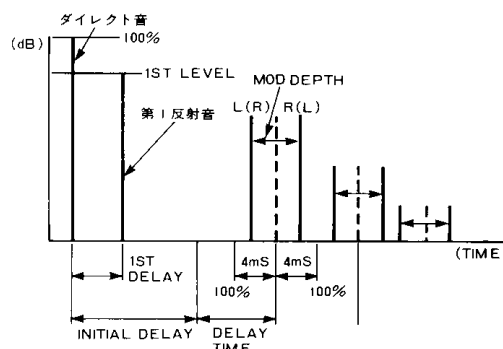 ダイレクト音
(dB)
100%
1ST LEVEL
MOD DEPTH
L(R) R(L)
第1反射音
(TIME)
1ST
DELAY
4mS 4mS
100% 100%
INITIAL DELAY
DELAY
TIME